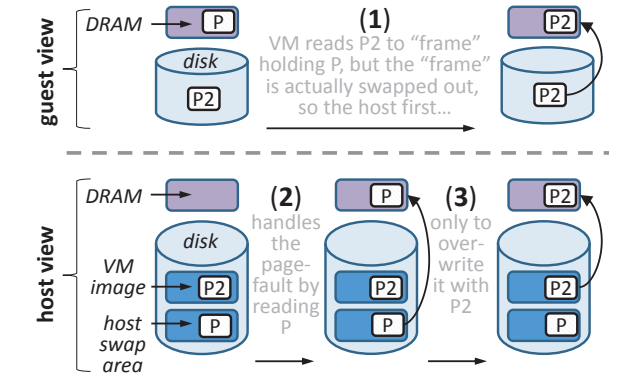 guest view
DRAM
P
disk
P2
(1)
VM reads P2 to “frame”
holding P, but the “frame”
is actually swapped out,
so the host first...
P2
P2
host view
DRAM
disk
VM
image
P2
host
swap
area
P
(2)
handles
the
page-
fault by
reading
P
P
P2
P
(3)
only to
over-
write
it with
P2
P2
P2
P